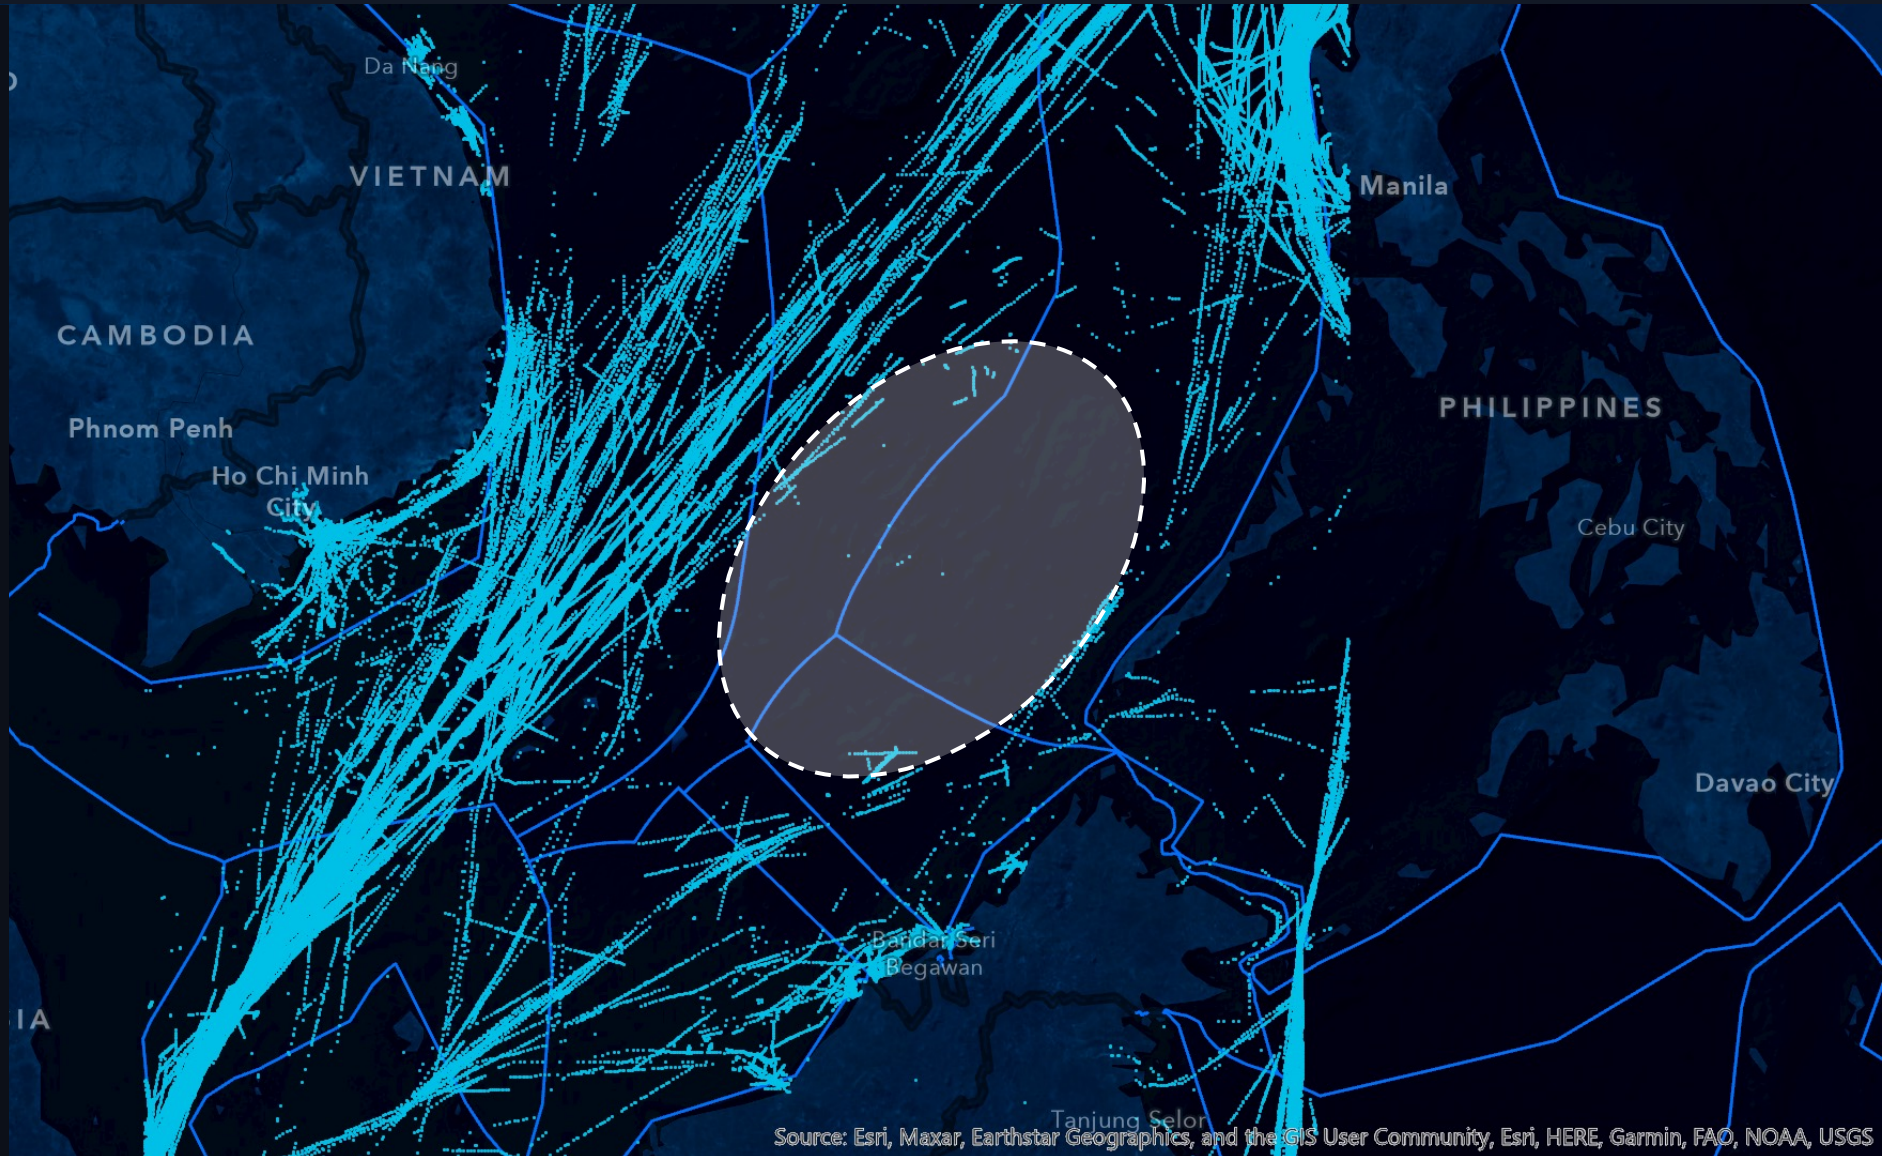 Da Nang
VIETNAM
Manila
CAMBODIA
PHILIPPINES
Phnom Penh
Ho Chi Minh
City
Cebu City
Davao City
Bandar Seri
Begawan
IA
Tanjung Selor
Source: Esri, Maxar, Earthstar Geographics, and the GIS User Community, Esri, HERE, Garmin, FAO, NOAA, USGS